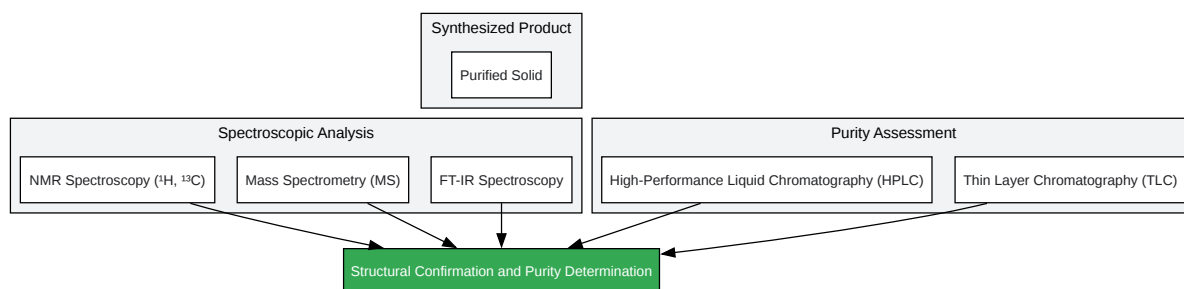 Synthesized Product
Purified Solid
Spectroscopic Analysis
Purity Assessment
NMR Spectroscopy (¹H, ¹³C)
Mass Spectrometry (MS)
FT-IR Spectroscopy
High-Performance Liquid Chromatography (HPLC)
Thin Layer Chromatography (TLC)
Structural Confirmation and Purity Determination